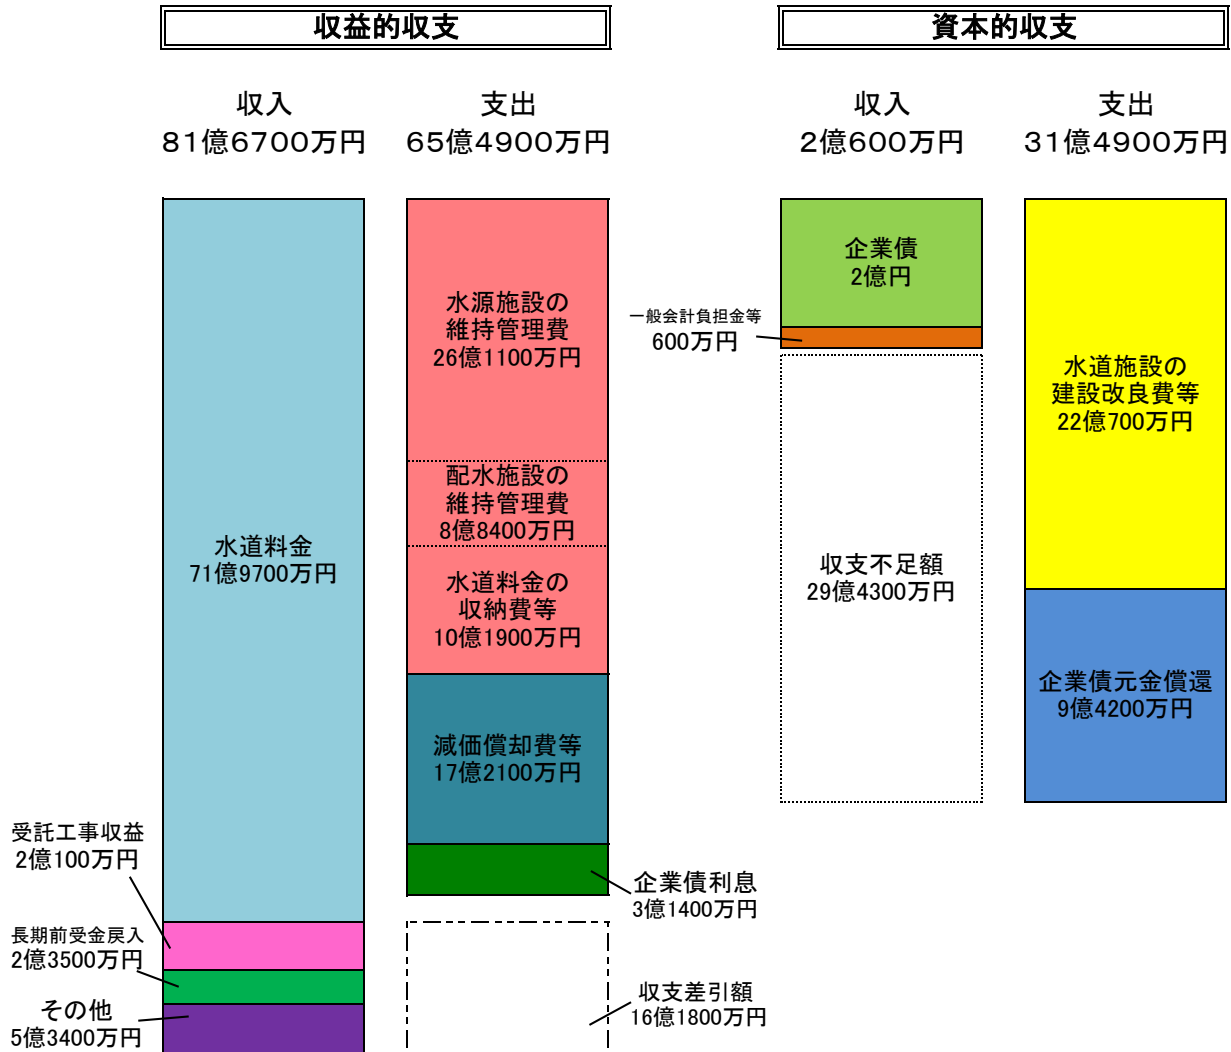 収益的収支
収入
81億6700万円
支出
65億4900万円
水道料金
71億9700万円
受託工事収益
2億100万円
長期前受金戻入
2億3500万円
その他
5億3400万円
水源施設の
維持管理費
26億1100万円
配水施設の
維持管理費
8億8400万円
水道料金の
収納費等
10億1900万円
減価償却費等
17億2100万円
企業債利息
3億1400万円
収支差引額
16億1800万円
資本的収支
収入
2億600万円
支出
31億4900万円
企業債
2億円
一般会計負担金等
600万円
収支不足額
29億4300万円
水道施設の
建設改良費等
22億700万円
企業債元金償還
9億4200万円